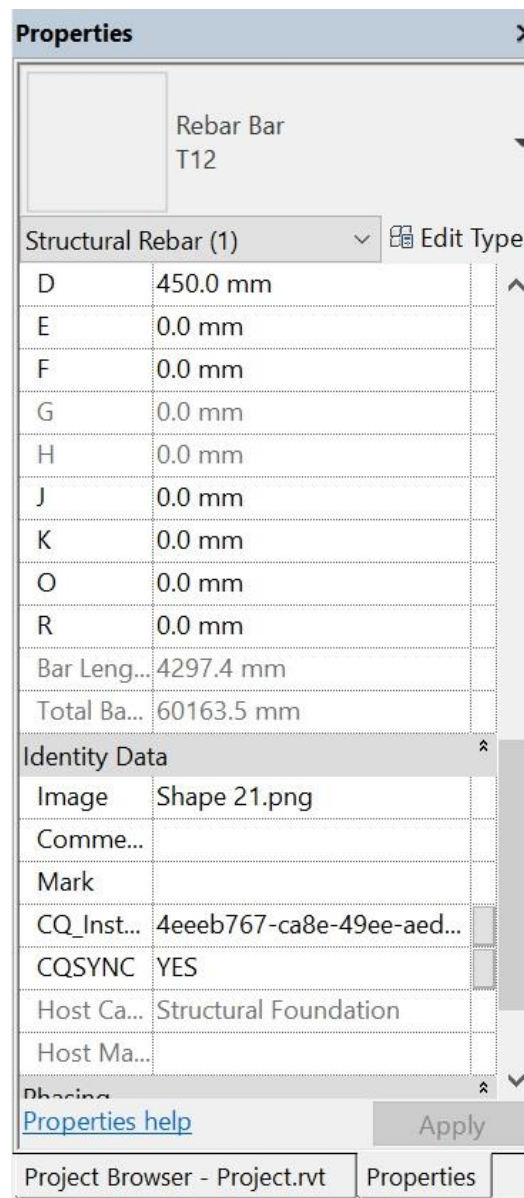 Properties
Rebar Bar
T12
Structural Rebar (1) Edit Type
D 450.0 mm
E 0.0 mm
F 0.0 mm
G 0.0 mm
H 0.0 mm
J 0.0 mm
K 0.0 mm
O 0.0 mm
R 0.0 mm
Bar Leng... 4297.4 mm
Total Ba... 60163.5 mm
Identity Data
Image Shape 21.png
Comme...
Mark
CQ_Inst... 4eeeb767-ca8e-49ee-aed...
CQSYNC YES
Host Ca... Structural Foundation
Host Ma...
Phasing
Properties help Apply
Project Browser - Project.rvt Properties